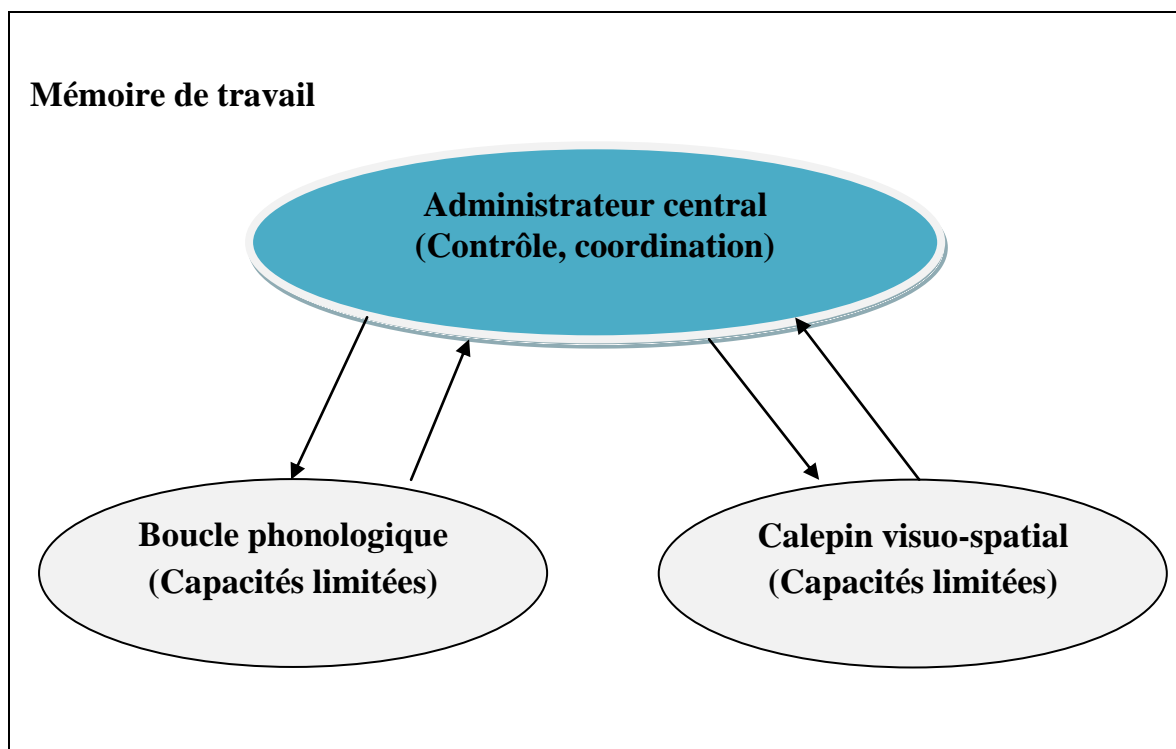 Mémoire de travail
Administrateur central
(Contrôle, coordination)
Boucle phonologique
(Capacités limitées)
Calepin visuo-spatial
(Capacités limitées)